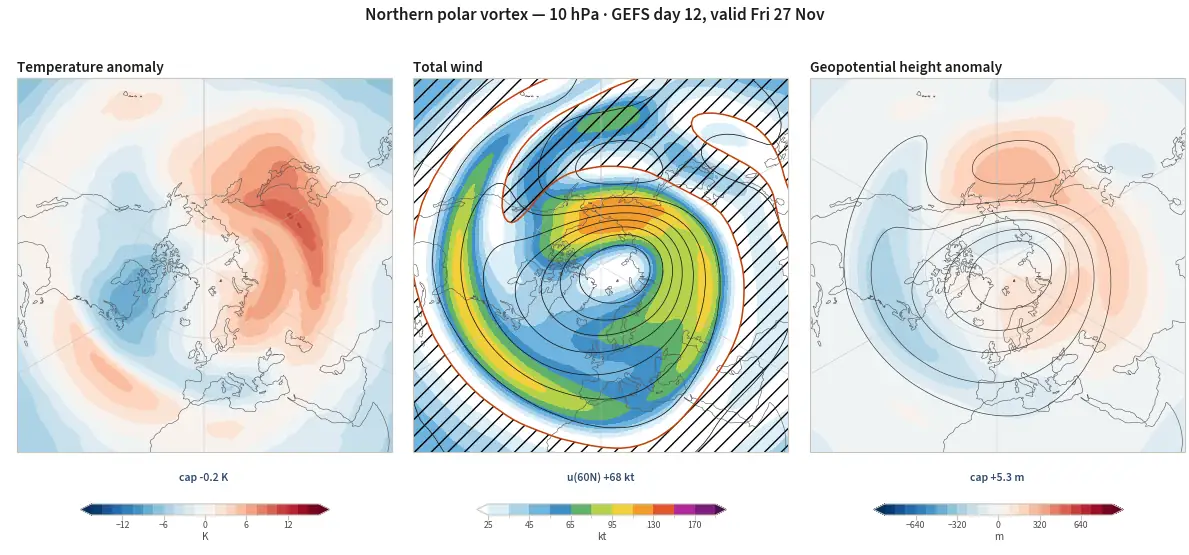 Northern polar vortex — 10 hPa · GEFS day 12, valid Fri 27 Nov
Temperature anomaly
Total wind
Geopotential height anomaly
cap -0.2 K
u(60N) +68 kt
cap +5.3 m
−12 −6 0 6 12
K
25 45 65 95 130 170
kt
−640 −320 0 320 640
m